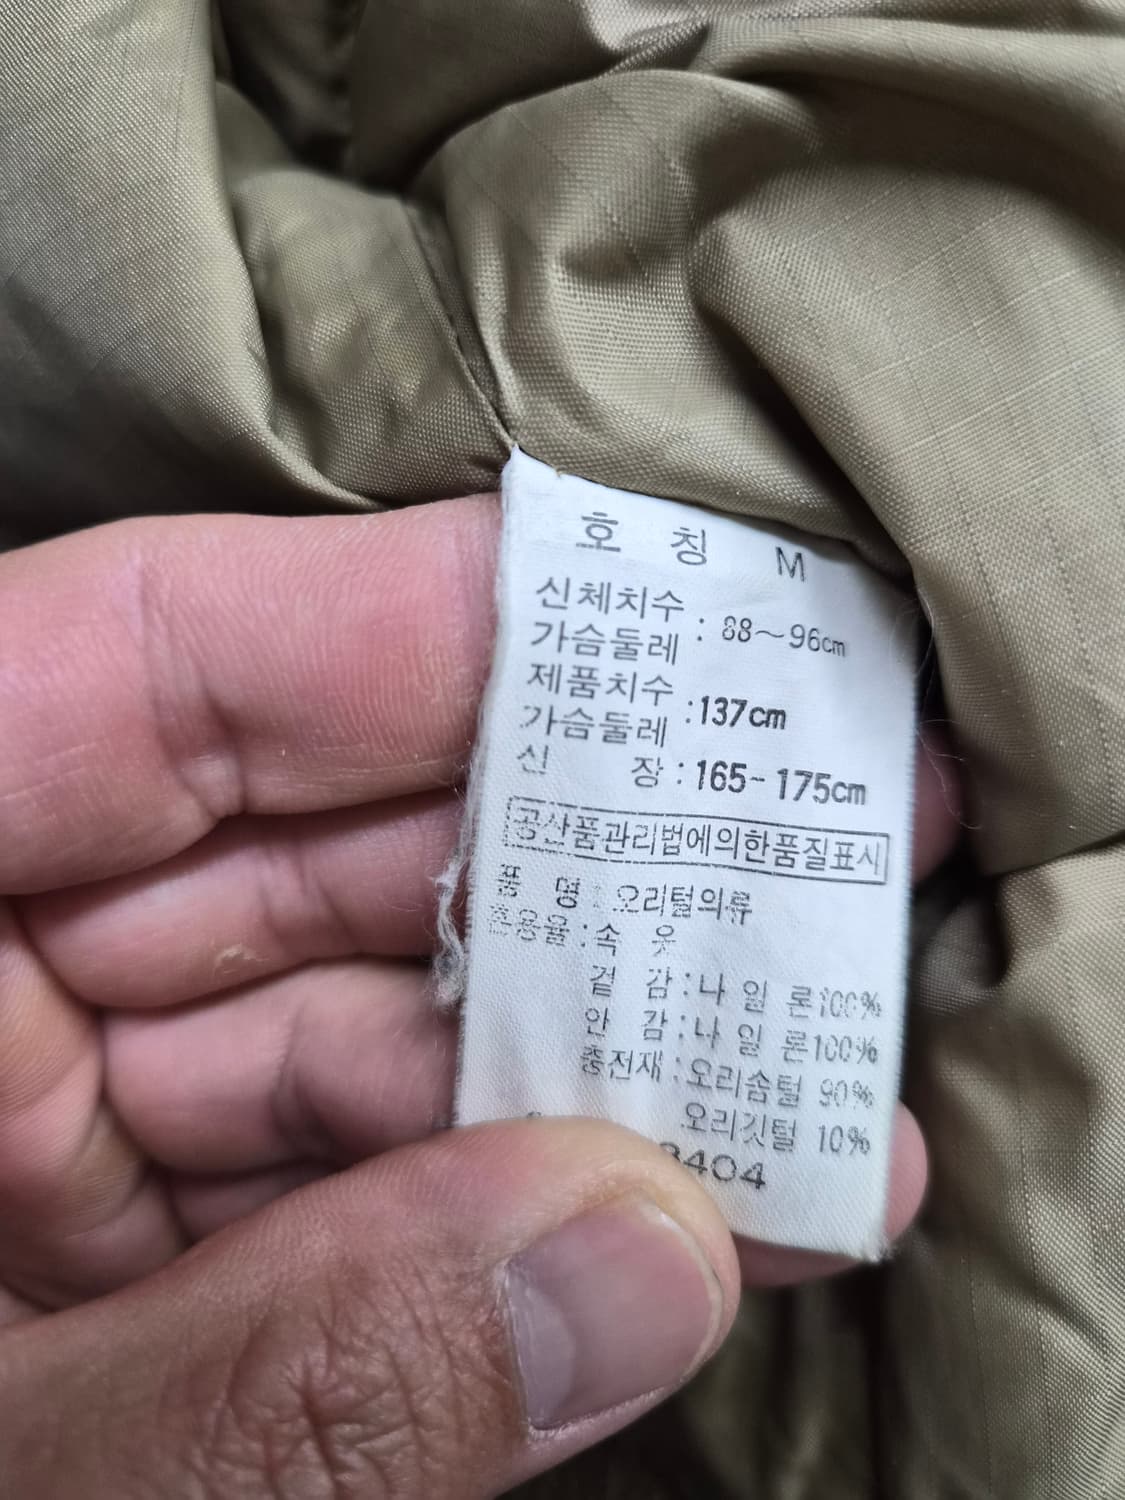 호 칭 M
신체치수
가슴둘레 : 88~96cm
제품치수
가슴둘레 :137cm
신 장 : 165-175cm
공산품관리법에의한품질표시
품 명 : 오리털의류
혼용율 : 속 옷
겉 감 : 나 일 론100%
안 감 : 나 일 론100%
충전재 : 오리솜털 90%
오리깃털 10%
3404